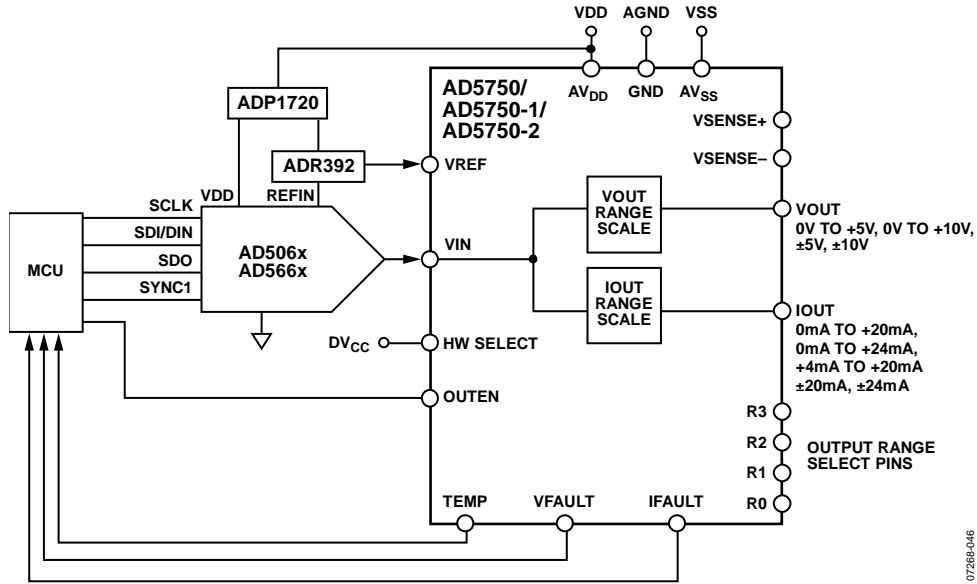 VDD AGND VSS
ADP1720
AD5750/
AD5750-1/
AD5750-2
AVDD GND AVSS
VSENSE+
VSENSE–
ADR392
VREF
VDD REFIN
SCLK
SDI/DIN
SDO
SYNC1
MCU
AD506x
AD566x
VIN
VOUT
RANGE
SCALE
VOUT
0V TO +5V, 0V TO +10V,
±5V, ±10V
IOUT
RANGE
SCALE
IOUT
0mA TO +20mA,
0mA TO +24mA,
+4mA TO +20mA
±20mA, ±24mA
DVCC
HW SELECT
OUTEN
R3
R2
R1
R0
OUTPUT RANGE
SELECT PINS
TEMP VFAULT IFAULT
07268-046